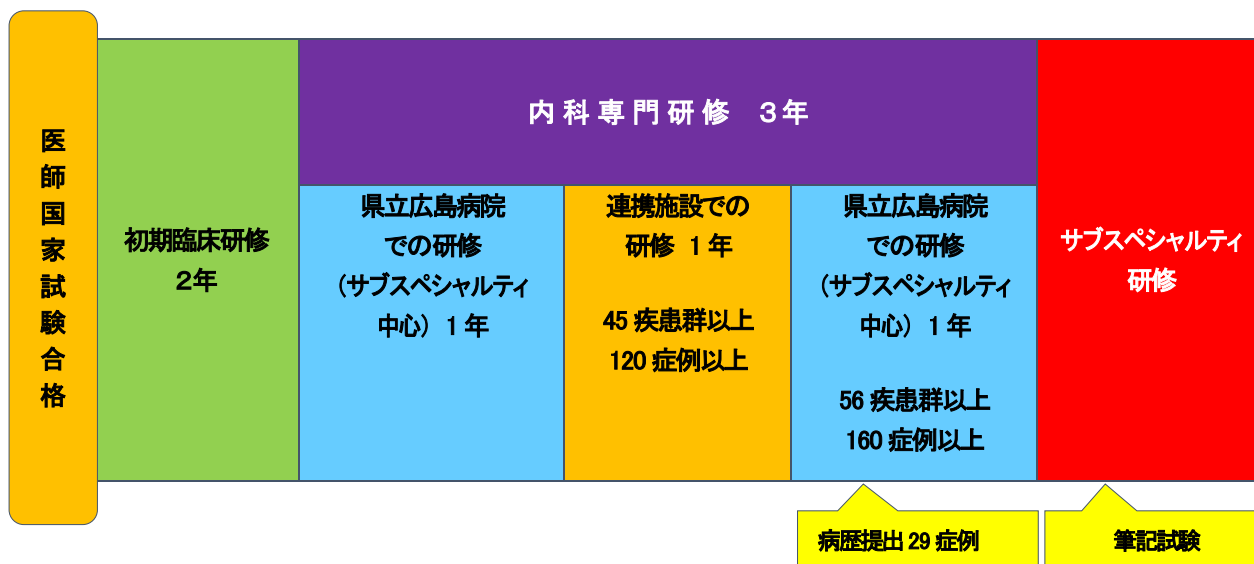 医師国家試験合格
初期臨床研修
２年
内 科 専 門 研 修　３年
県立広島病院
での研修
（サブスペシャルティ
中心）１年
連携施設での
研修 １年
45 疾患群以上
120 症例以上
県立広島病院
での研修
（サブスペシャルティ
中心）１年
56 疾患群以上
160 症例以上
サブスペシャルティ
研修
病歴提出 29 症例
筆記試験